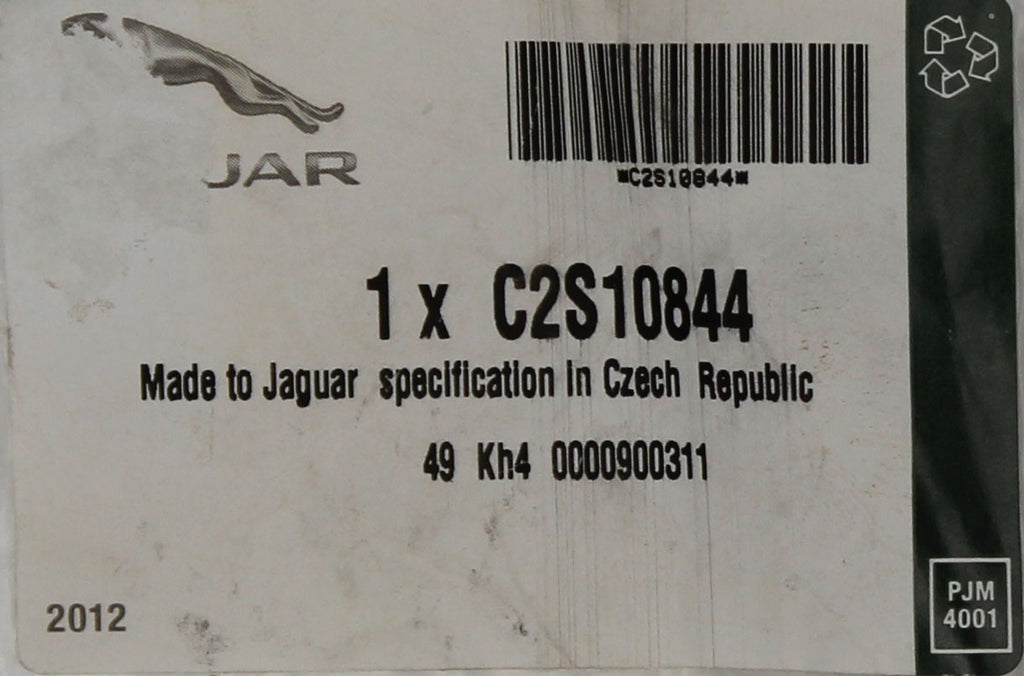 JAR
*C2S10844*
1 x C2S10844
Made to Jaguar specification in Czech Republic
49 Kh4 0000900311
2012
PJM
4001